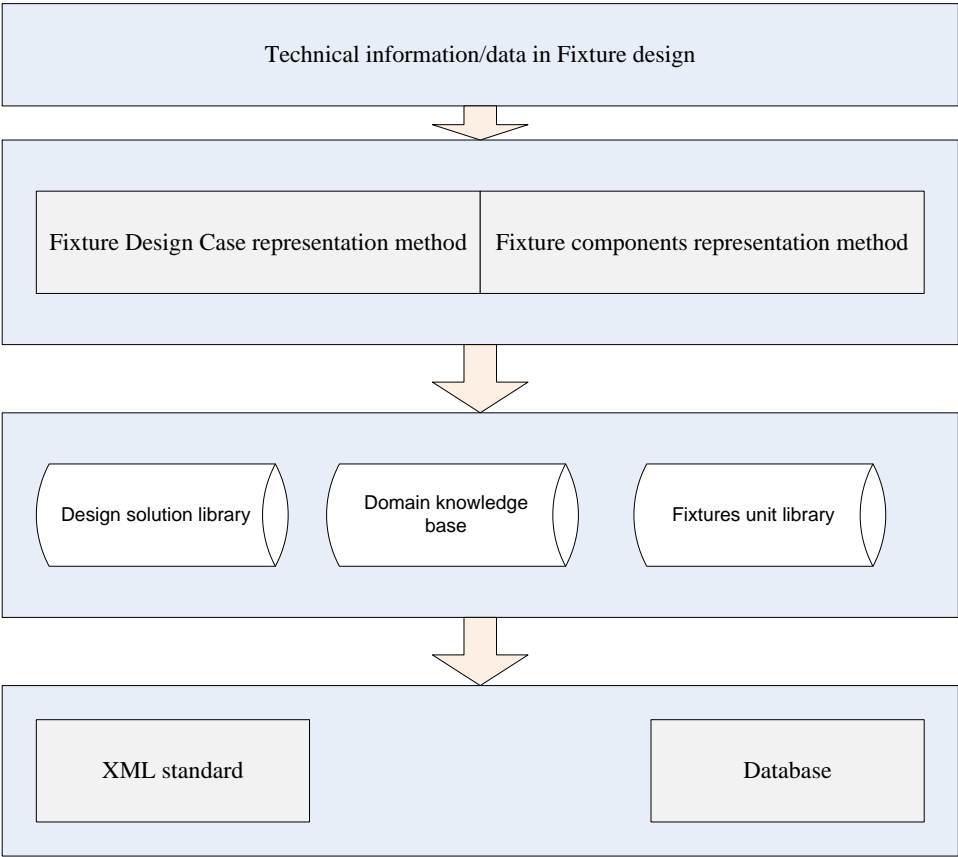 Technical information/data in Fixture design
Fixture Design Case representation method
Fixture components representation method
Design solution library
Domain knowledge
base
Fixtures unit library
XML standard
Database